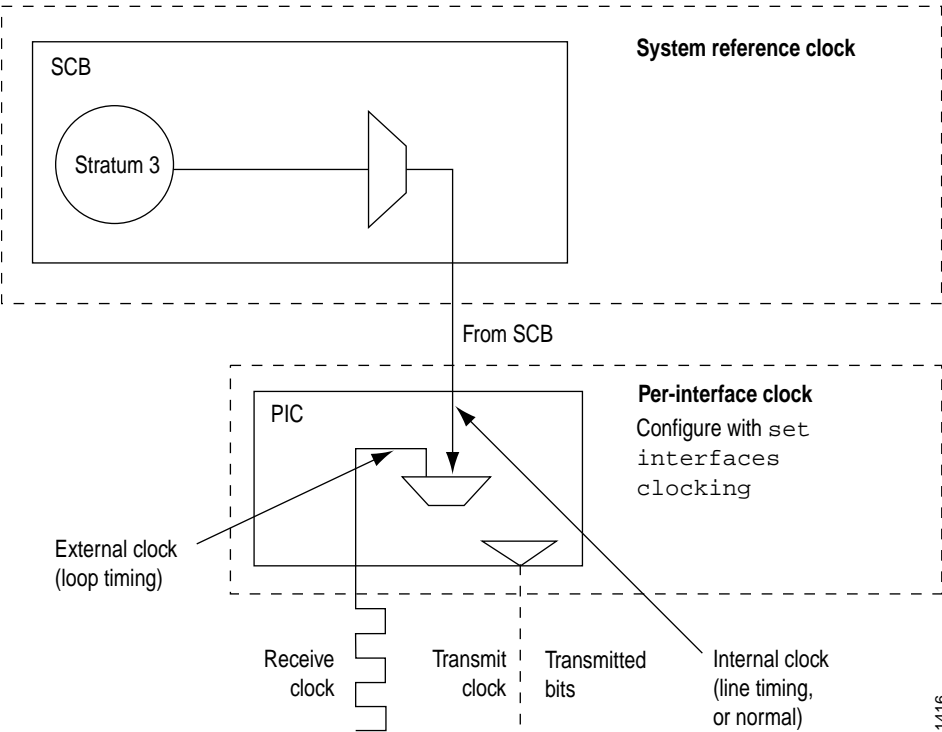 System reference clock
SCB
Stratum 3
From SCB
Per-interface clock
PIC
Configure with set
interfaces
clocking
External clock
(loop timing)
Receive
clock
Transmit
clock
Transmitted
bits
Internal clock
(line timing,
or normal)
1416